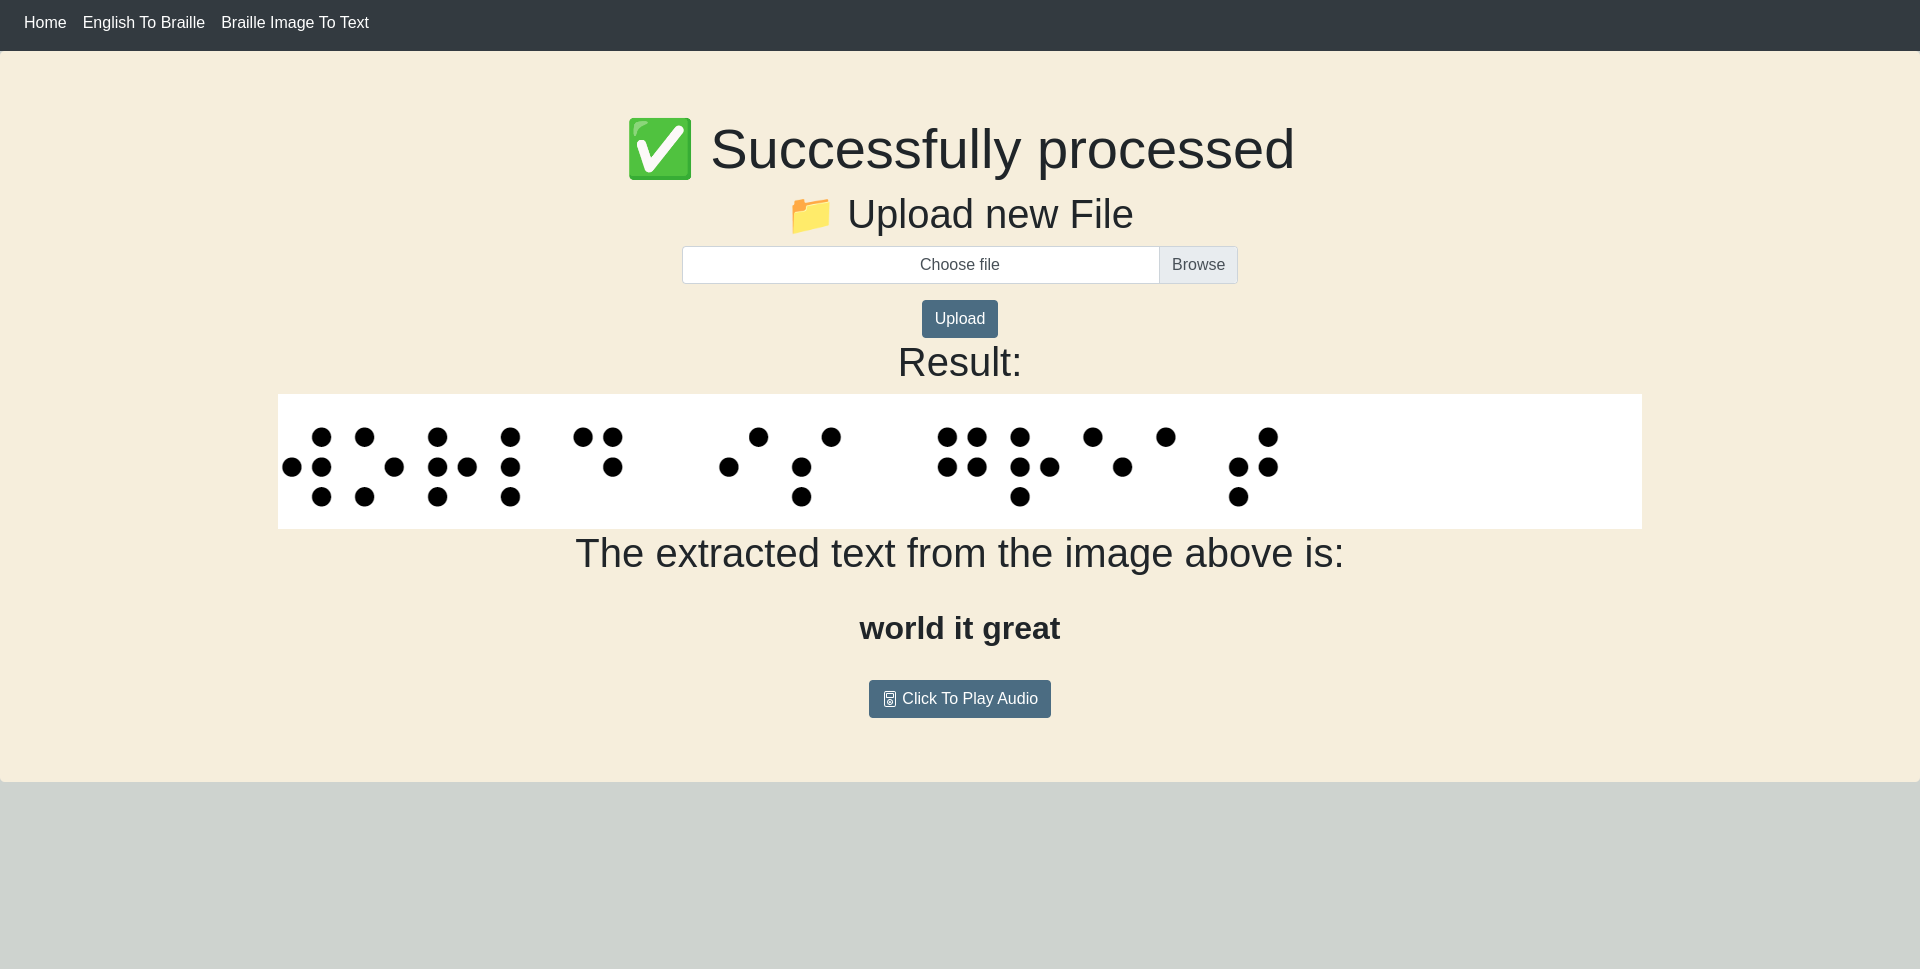 Home English To Braille Braille Image To Text
✅ Successfully processed
📁 Upload new File
Choose file Browse
Upload
Result:
⠺⠕⠗⠇⠙ ⠊⠎ ⠛⠗⠑⠁⠞
The extracted text from the image above is:
world it great
Click To Play Audio